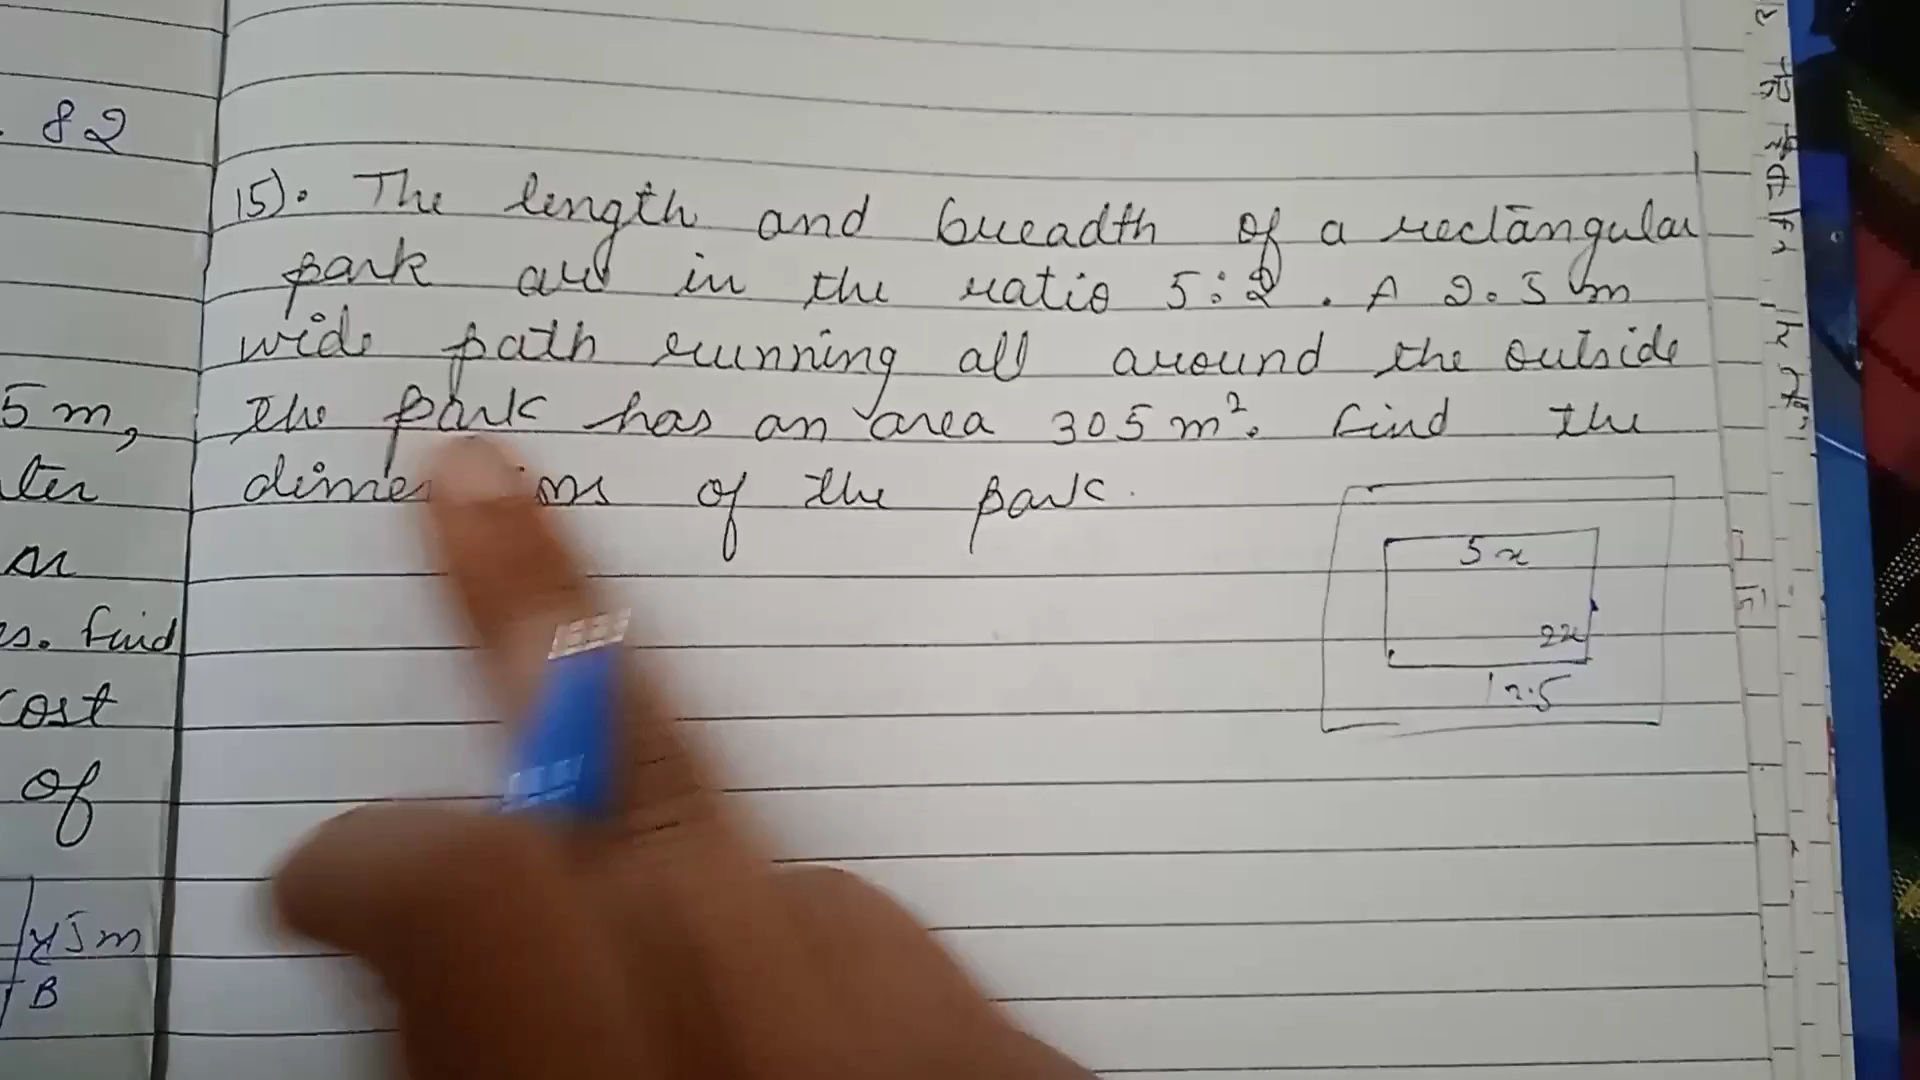 . 82
5 m,
ter
s. find
cost
of
5 m
B
15). The length and breadth of a rectangular
park are in the ratio 5:2 . A 2.5 m
wide path running all around the outside
the park has an area 305 m². Find the
of the park.
5x
2x
2.5